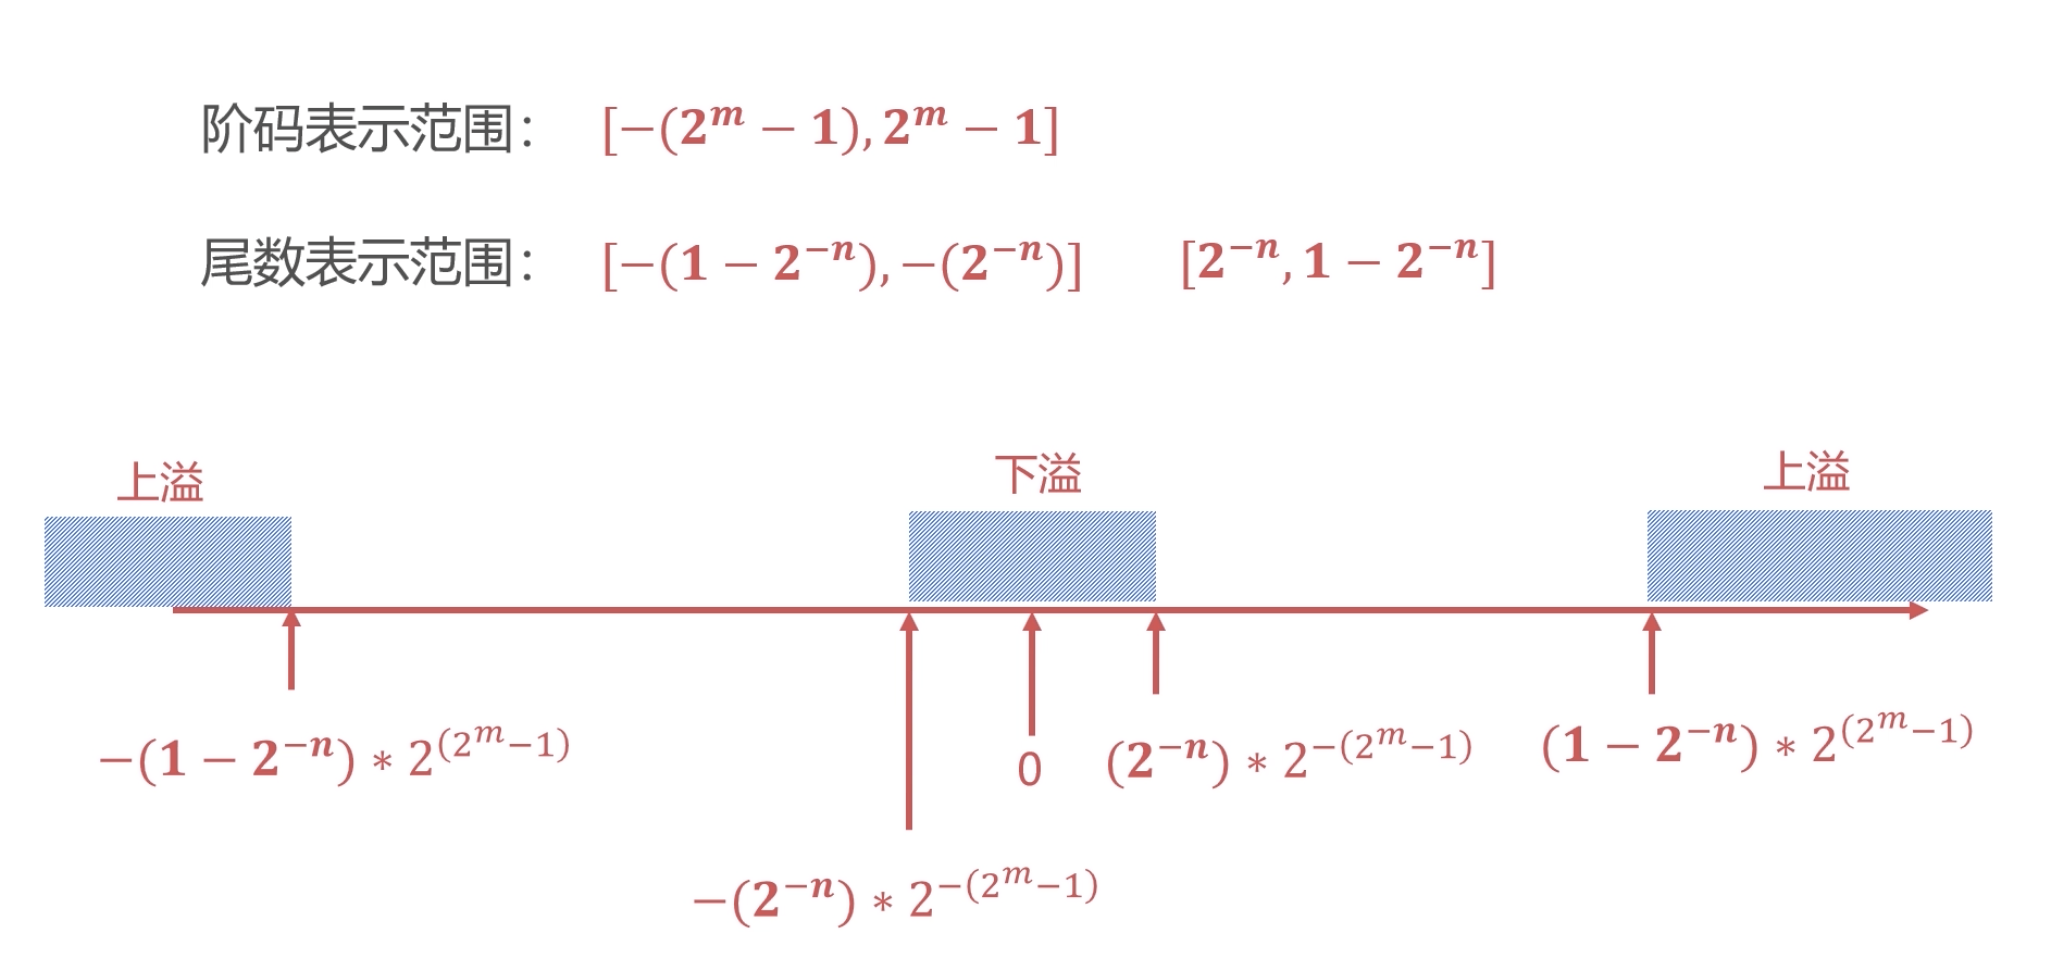 阶码表示范围： [−(2^m − 1), 2^m − 1]
尾数表示范围： [−(1 − 2^{−n}), −(2^{−n})] [2^{−n}, 1 − 2^{−n}]
上溢 下溢 上溢
−(1 − 2^{−n}) ∗ 2^{(2^m−1)} 0 (2^{−n}) ∗ 2^{−(2^m−1)} (1 − 2^{−n}) ∗ 2^{(2^m−1)}
−(2^{−n}) ∗ 2^{−(2^m−1)}